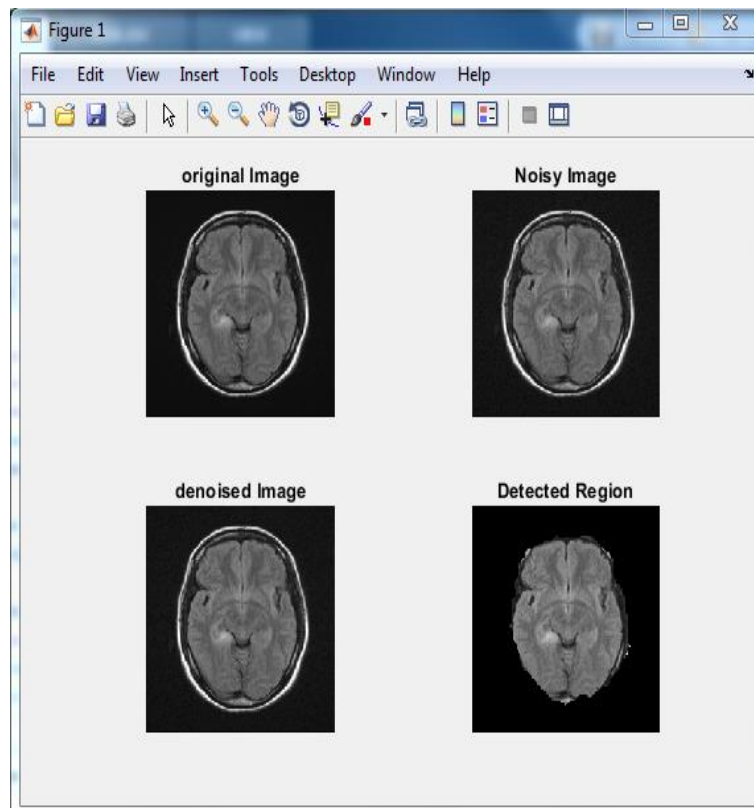 Figure 1
File Edit View Insert Tools Desktop Window Help
original Image
Noisy Image
denoised Image
Detected Region